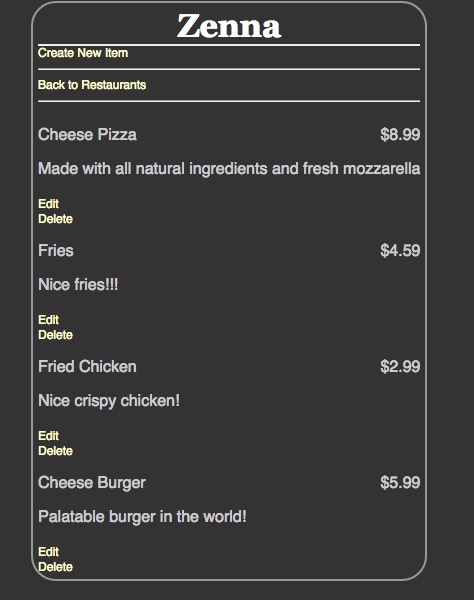 Zenna
Create New Item
Back to Restaurants
Cheese Pizza $8.99
Made with all natural ingredients and fresh mozzarella
Edit
Delete
Fries $4.59
Nice fries!!!
Edit
Delete
Fried Chicken $2.99
Nice crispy chicken!
Edit
Delete
Cheese Burger $5.99
Palatable burger in the world!
Edit
Delete